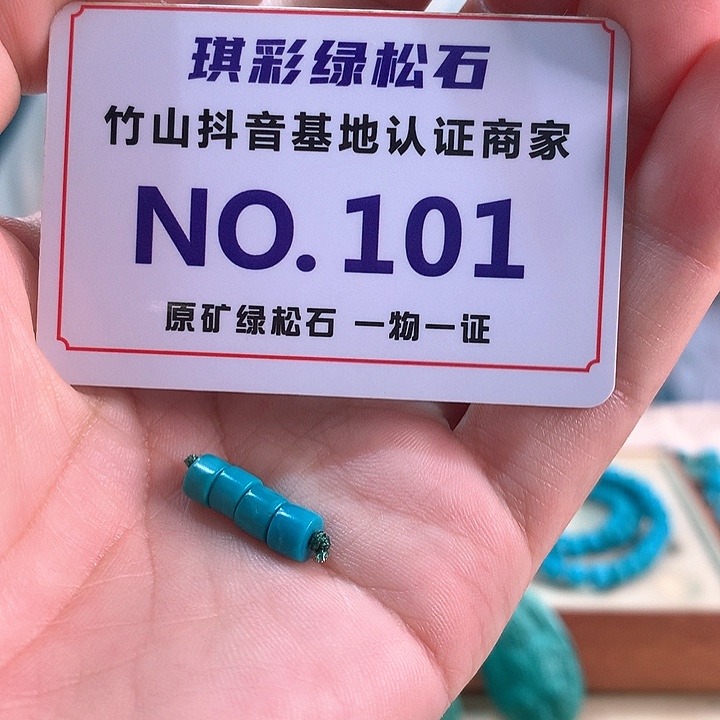 琪彩绿松石
竹山抖音基地认证商家
NO.101
原矿绿松石 一物一证